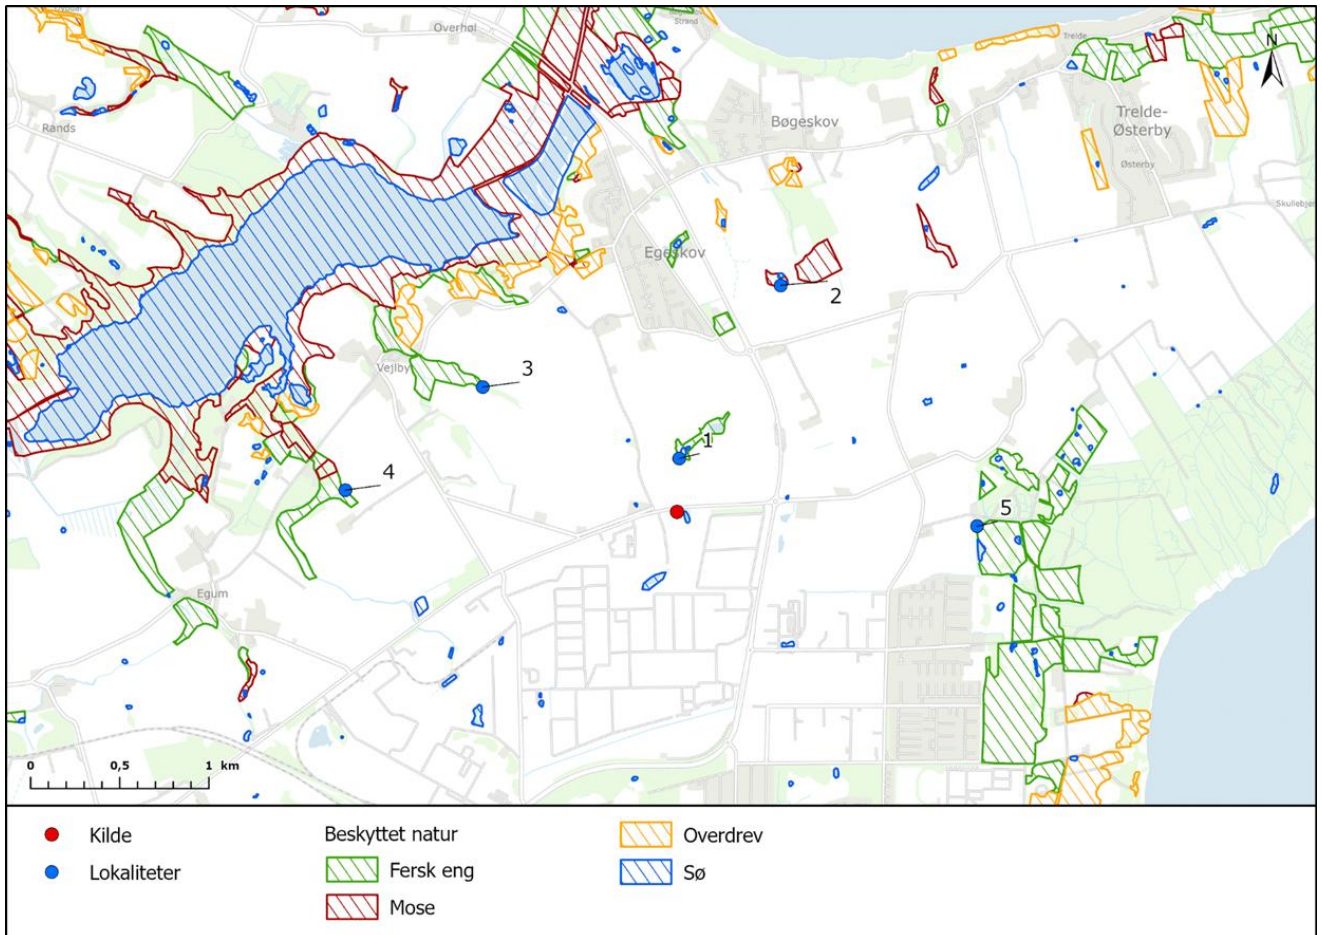 Overhøl
Strand
Trelde
N
Rands
Bøgeskov
Trelde-
Østerby
Østerby
Skullebjer
Egeskov
2
Vejlby
3
1
4
5
Egum
0 0,5 1 km
Kilde
Beskyttet natur
Overdrev
Lokaliteter
Fersk eng
Sø
Mose